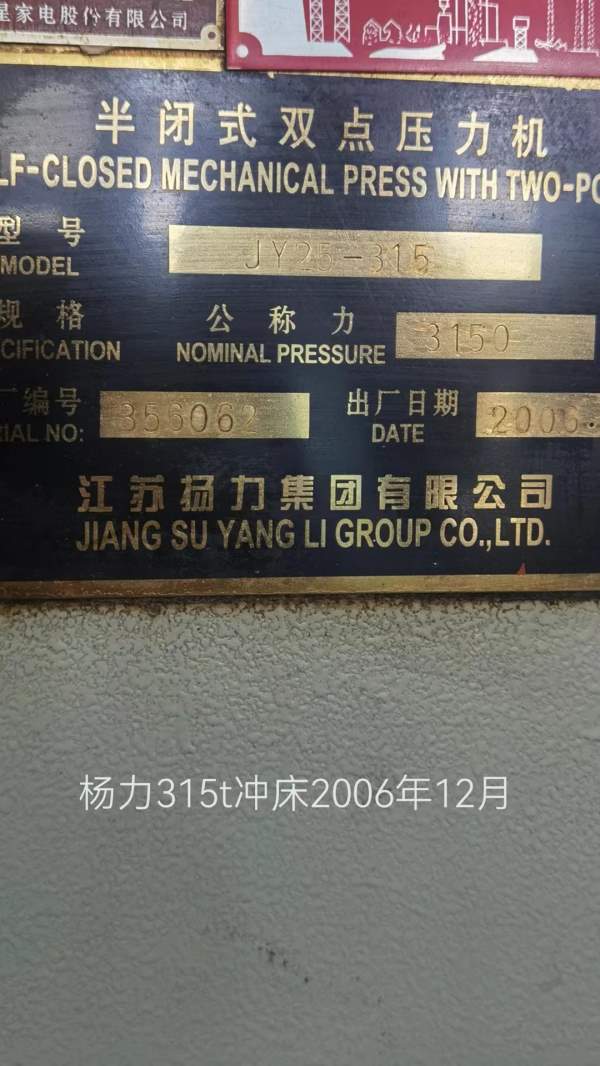 星家电股份有限公司
半闭式双点压力机
LF-CLOSED MECHANICAL PRESS WITH TWO-PO
型号 JY25-315
MODEL
规格 公称力 3150
CIFICATION NOMINAL PRESSURE
厂编号 356062 出厂日期 2006.
RIAL NO: DATE
江苏扬力集团有限公司
JIANG SU YANG LI GROUP CO.,LTD.
杨力315t冲床2006年12月